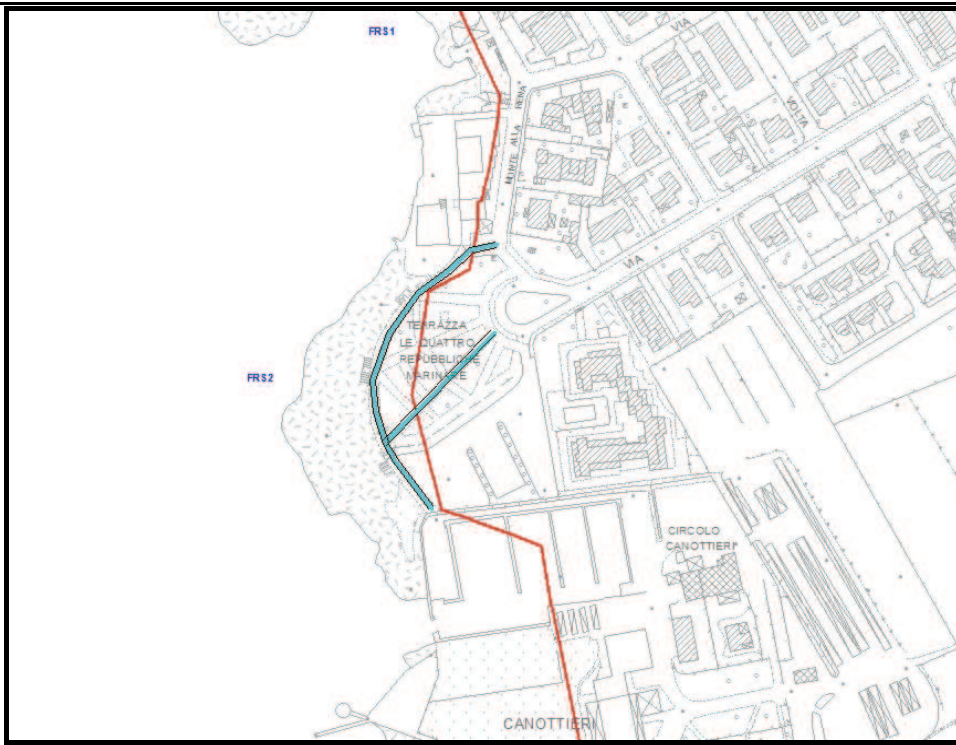 FRS1
VIA
VOLTA
MONTE ALLA RENA
VIA
TERRAZZA
LE QUATTRO
REPUBBLICHE
MARINARE
FRS2
CIRCOLO
CANOTTIERI
CANOTTIERI